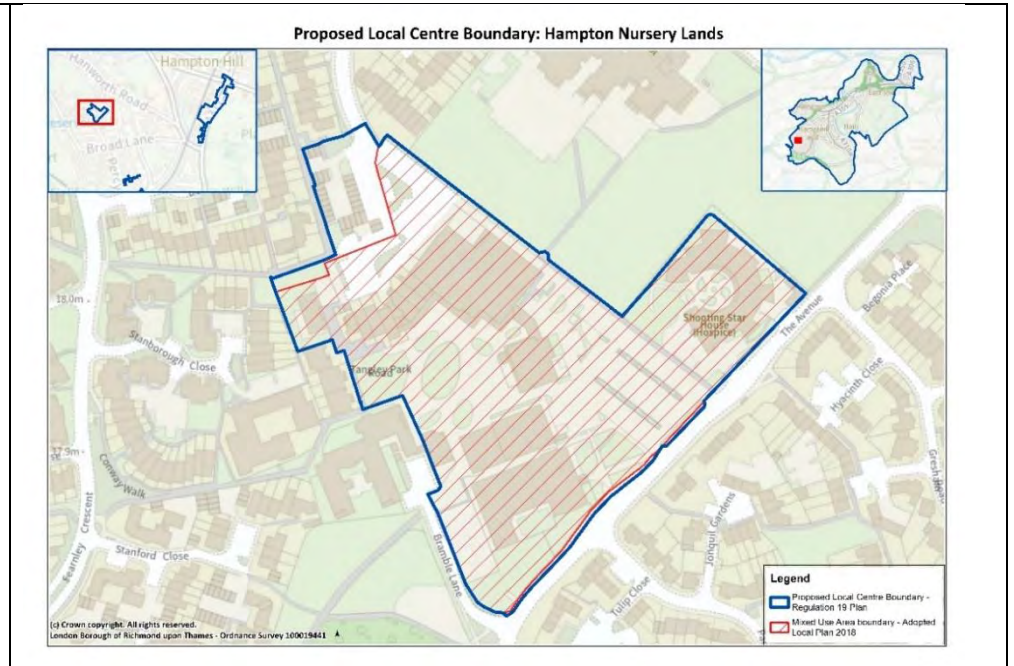 Proposed Local Centre Boundary: Hampton Nursery Lands
Hampton Hill
Hanworth Road
Broad Lane
18.0m
Stanborough Close
Tangley Park
Road
Shooting Star
House
(Hospice)
The Avenue
Begonia Place
Hyacinth Close
Conway Walk
Fearnley Crescent
Stanford Close
Bramble Lane
Jonquil Gardens
Tulip Close
Legend
Proposed Local Centre Boundary -
Regulation 19 Plan
Mixed Use Area boundary - Adopted
Local Plan 2018
(c) Crown copyright. All rights reserved.
London Borough of Richmond upon Thames - Ordnance Survey 100019441